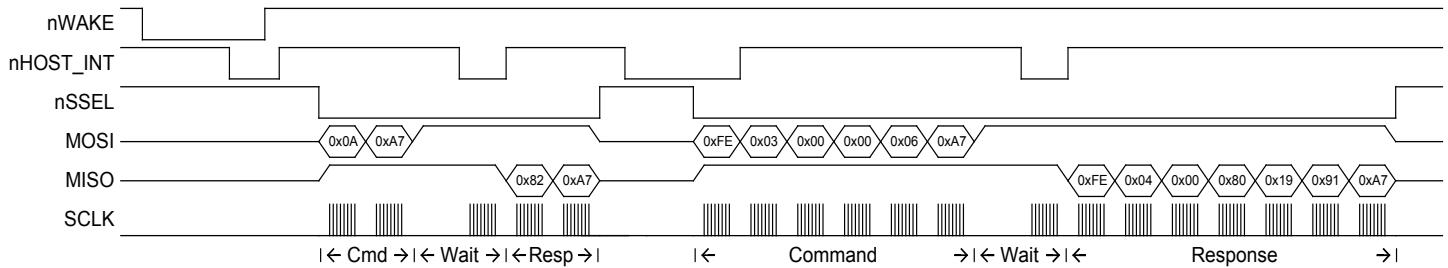 nWAKE
nHOST_INT
nSSEL
MOSI 0x0A 0xA7 0xFE 0x03 0x00 0x00 0x06 0xA7
MISO 0x82 0xA7 0xFE 0x04 0x00 0x80 0x19 0x91 0xA7
SCLK
Cmd Wait Resp Command Wait Response